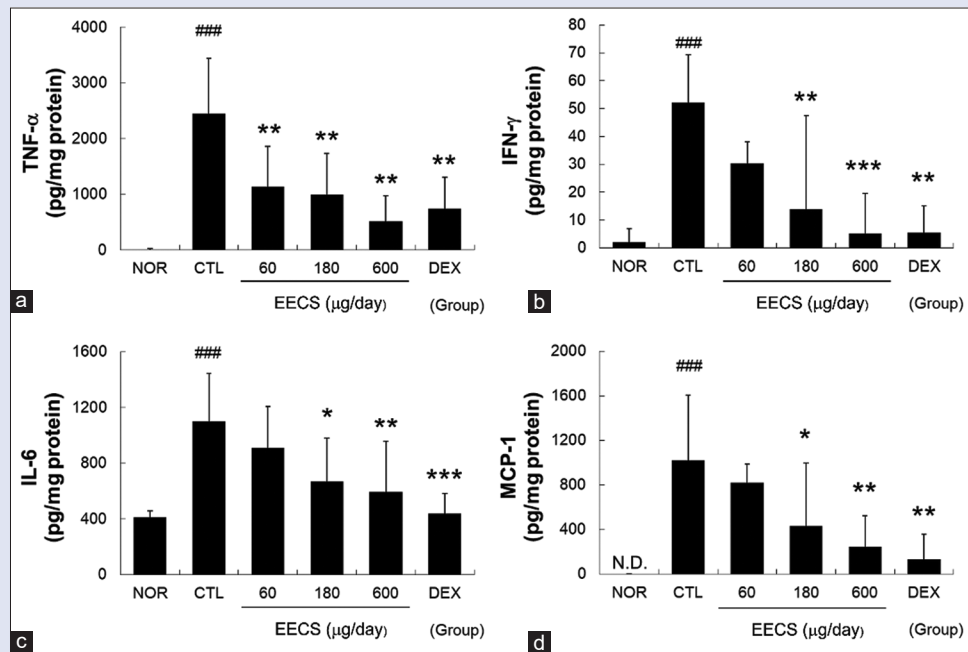 4000
3000
2000
1000
0
TNF-α
(pg/mg protein)
###
**
**
**
**
NOR CTL 60 180 600 DEX
EECS (μg/day) (Group)
a
80
70
60
50
40
30
20
10
0
IFN-γ
(pg/mg protein)
###
**
***
**
NOR CTL 60 180 600 DEX
EECS (μg/day) (Group)
b
1600
1200
800
400
0
IL-6
(pg/mg protein)
###
*
**
***
NOR CTL 60 180 600 DEX
EECS (μg/day) (Group)
c
2000
1600
1200
800
400
0
MCP-1
(pg/mg protein)
N.D.
###
*
**
**
NOR CTL 60 180 600 DEX
EECS (μg/day) (Group)
d